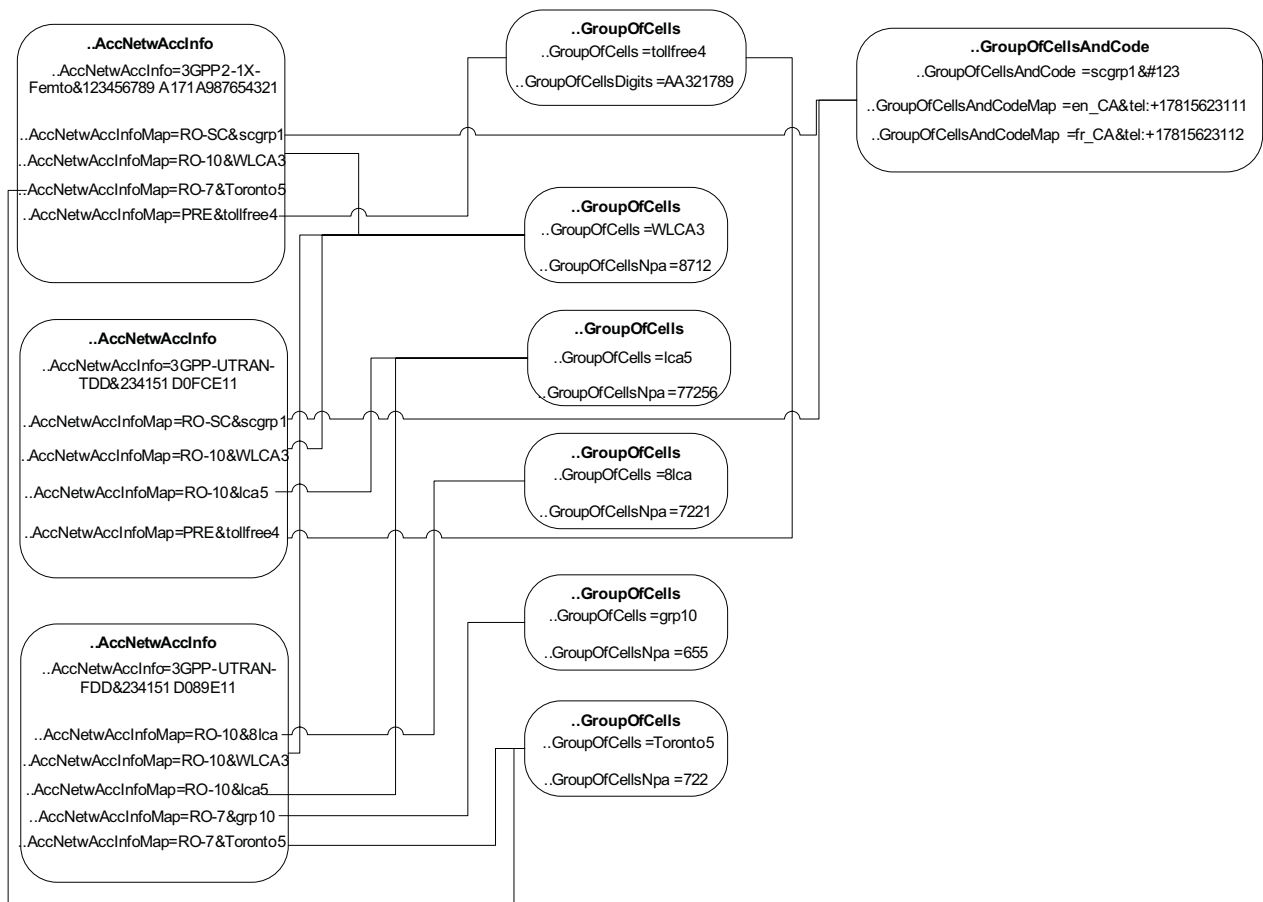 ..AccNetwAccInfo
..AccNetwAccInfo=3GPP2-1X-
Femto&123456789 A171A987654321
..AccNetwAccInfoMap=RO-SC&scgrp1
..AccNetwAccInfoMap=RO-10&WLCA3
..AccNetwAccInfoMap=RO-7&Toronto5
..AccNetwAccInfoMap=PRE&tollfree4
..AccNetwAccInfo
..AccNetwAccInfo=3GPP-UTRAN-
TDD&234151 D0FCE11
..AccNetwAccInfoMap=RO-SC&scgrp1
..AccNetwAccInfoMap=RO-10&WLCA3
..AccNetwAccInfoMap=RO-10&lca5
..AccNetwAccInfoMap=PRE&tollfree4
..AccNetwAccInfo
..AccNetwAccInfo=3GPP-UTRAN-
FDD&234151 D089E11
..AccNetwAccInfoMap=RO-10&8lca
..AccNetwAccInfoMap=RO-10&WLCA3
..AccNetwAccInfoMap=RO-10&lca5
..AccNetwAccInfoMap=RO-7&grp10
..AccNetwAccInfoMap=RO-7&Toronto5
..GroupOfCells
..GroupOfCells =tollfree4
..GroupOfCellsDigits =AA321789
..GroupOfCells
..GroupOfCells =WLCA3
..GroupOfCellsNpa =8712
..GroupOfCells
..GroupOfCells =lca5
..GroupOfCellsNpa =77256
..GroupOfCells
..GroupOfCells =8lca
..GroupOfCellsNpa =7221
..GroupOfCells
..GroupOfCells =grp10
..GroupOfCellsNpa =655
..GroupOfCells
..GroupOfCells =Toronto5
..GroupOfCellsNpa =722
..GroupOfCellsAndCode
..GroupOfCellsAndCode =scgrp1&#123
..GroupOfCellsAndCodeMap =en_CA&tel:+17815623111
..GroupOfCellsAndCodeMap =fr_CA&tel:+17815623112